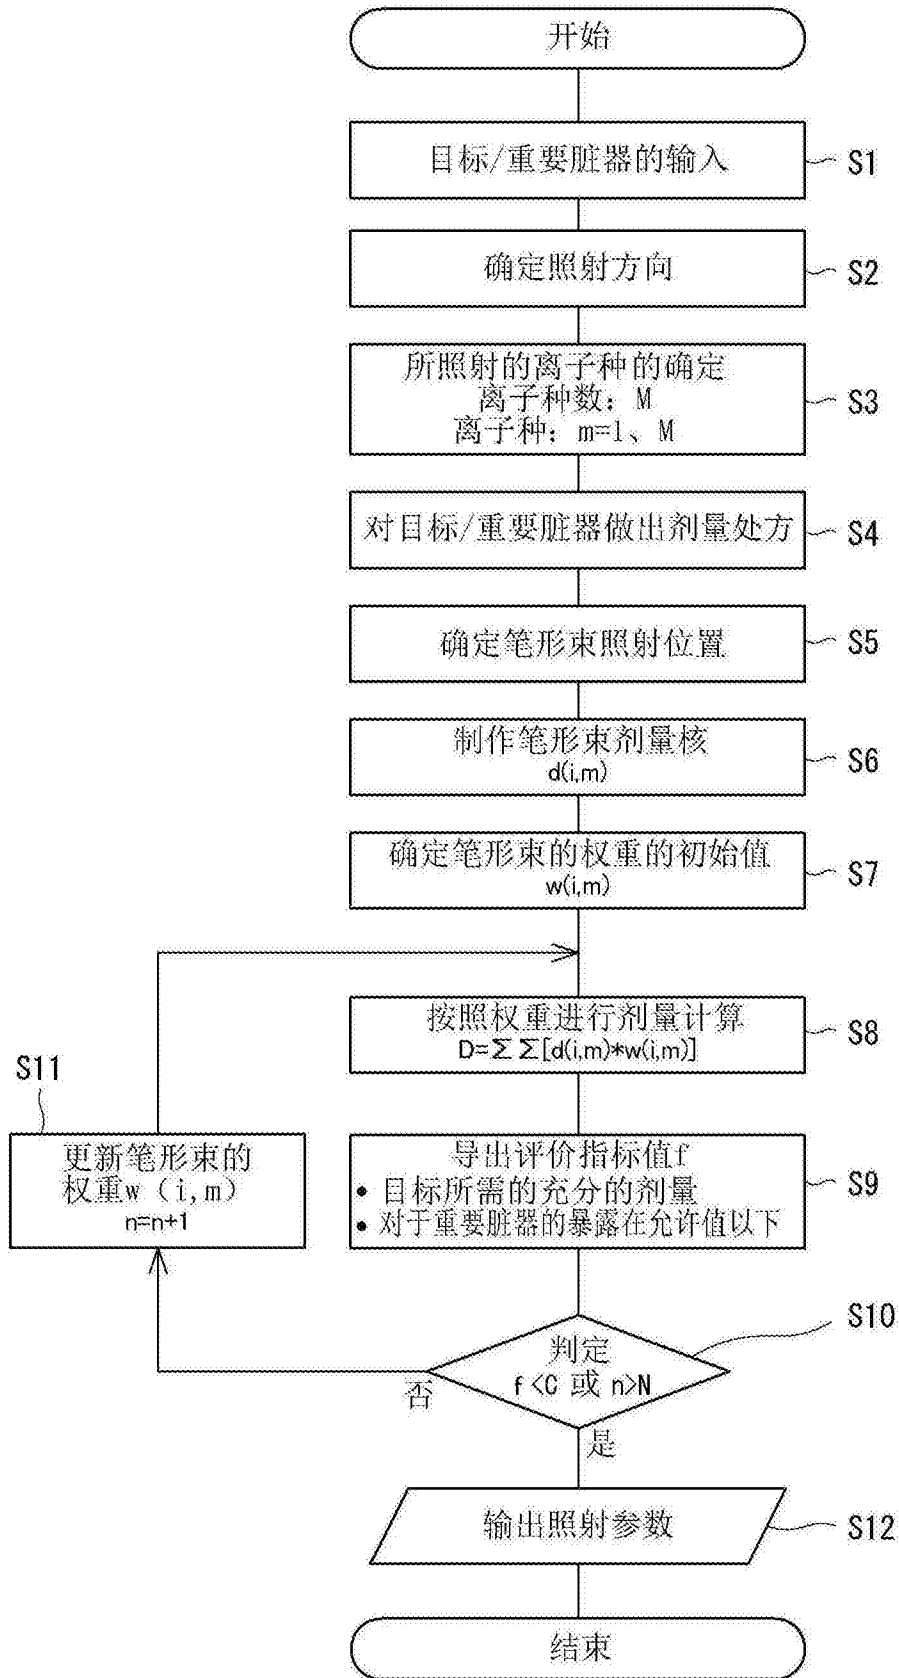 开始
目标/重要脏器的输入
S1
确定照射方向
S2
所照射的离子种的确定
离子种数：M
离子种：m=1、M
S3
对目标/重要脏器做出剂量处方
S4
确定笔形束照射位置
S5
制作笔形束剂量核
d(i,m)
S6
确定笔形束的权重的初始值
w(i,m)
S7
按照权重进行剂量计算
D=ΣΣ[d(i,m)*w(i,m)]
S8
S11
更新笔形束的
权重w（i,m）
n=n+1
导出评价指标值f
• 目标所需的充分的剂量
• 对于重要脏器的暴露在允许值以下
S9
判定
f<C 或 n>N
S10
否
是
输出照射参数
S12
结束